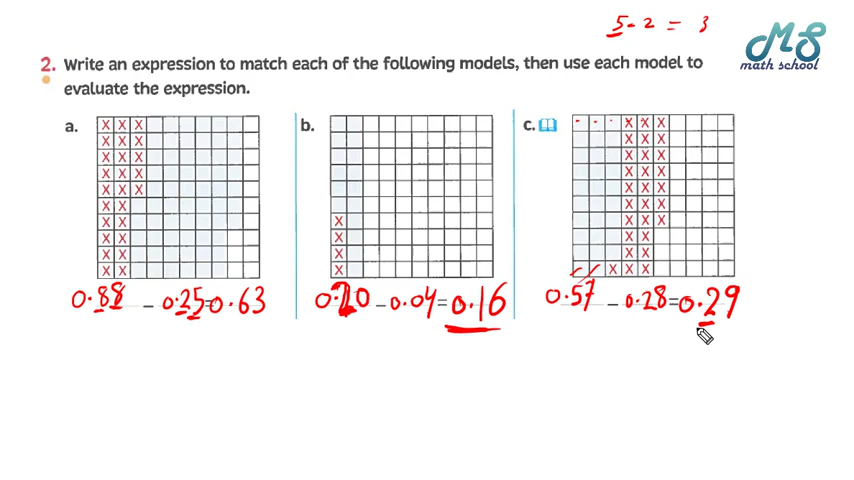 5 - 2 = 3
MS
math school
2. Write an expression to match each of the following models, then use each model to
evaluate the expression.
a. b. c.
X X X X X X
X X X X X X
X X X X X X
X X X X X X
X X X X X X
X X X X X
X X X X X X
X X X X X
X X X X X
X X X X X X
0.88 - 0.25=0.63 0.20 - 0.04=0.16 0.57 - 0.28=0.29